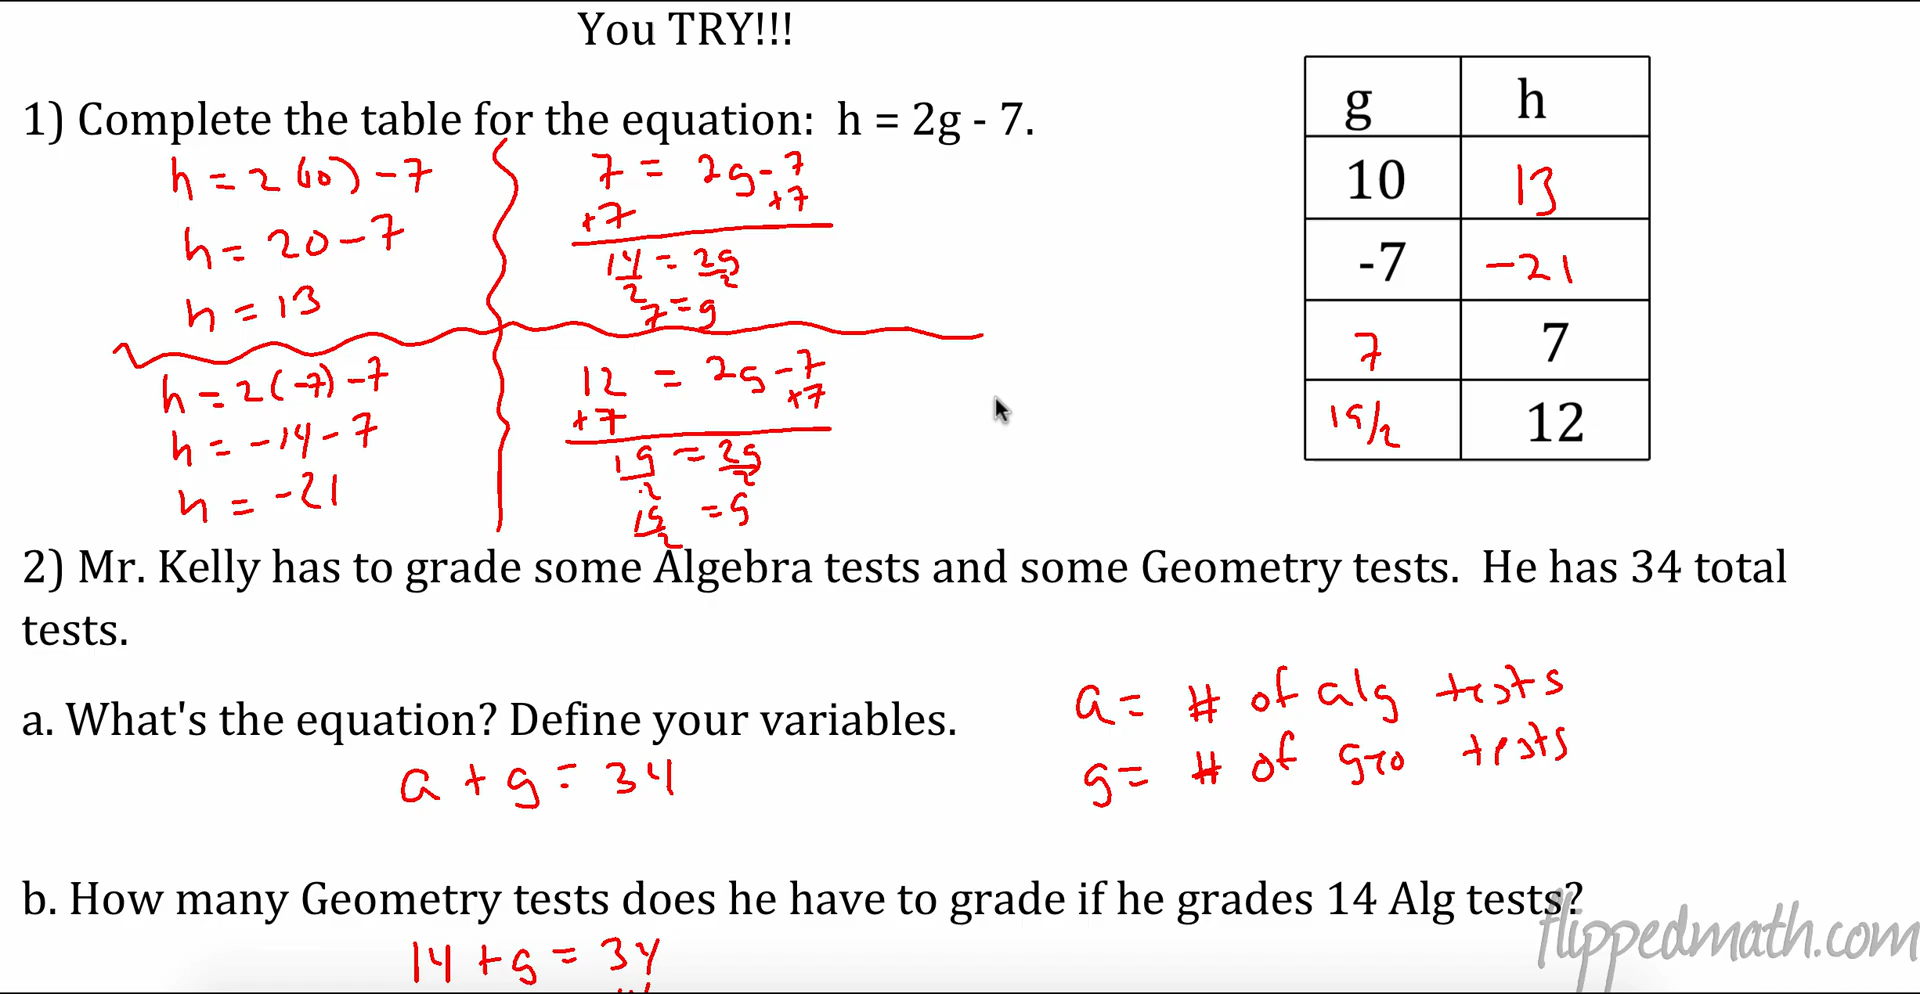 You TRY!!!
1) Complete the table for the equation: h = 2g - 7.
h = 2(10) - 7
h = 20 - 7
h = 13
7 = 2g - 7
+7 +7
14 = 2g
2 2
7 = g
h = 2(-7) - 7
h = -14 - 7
h = -21
12 = 2g - 7
+7 +7
19 = 2g
2 2
19 = g
2
g h
10 13
-7 -21
7 7
19/2 12
2) Mr. Kelly has to grade some Algebra tests and some Geometry tests. He has 34 total
tests.
a. What's the equation? Define your variables.
a = # of alg tests
g = # of geo tests
a + g = 34
b. How many Geometry tests does he have to grade if he grades 14 Alg tests?
14 + g = 34
flippedmath.com